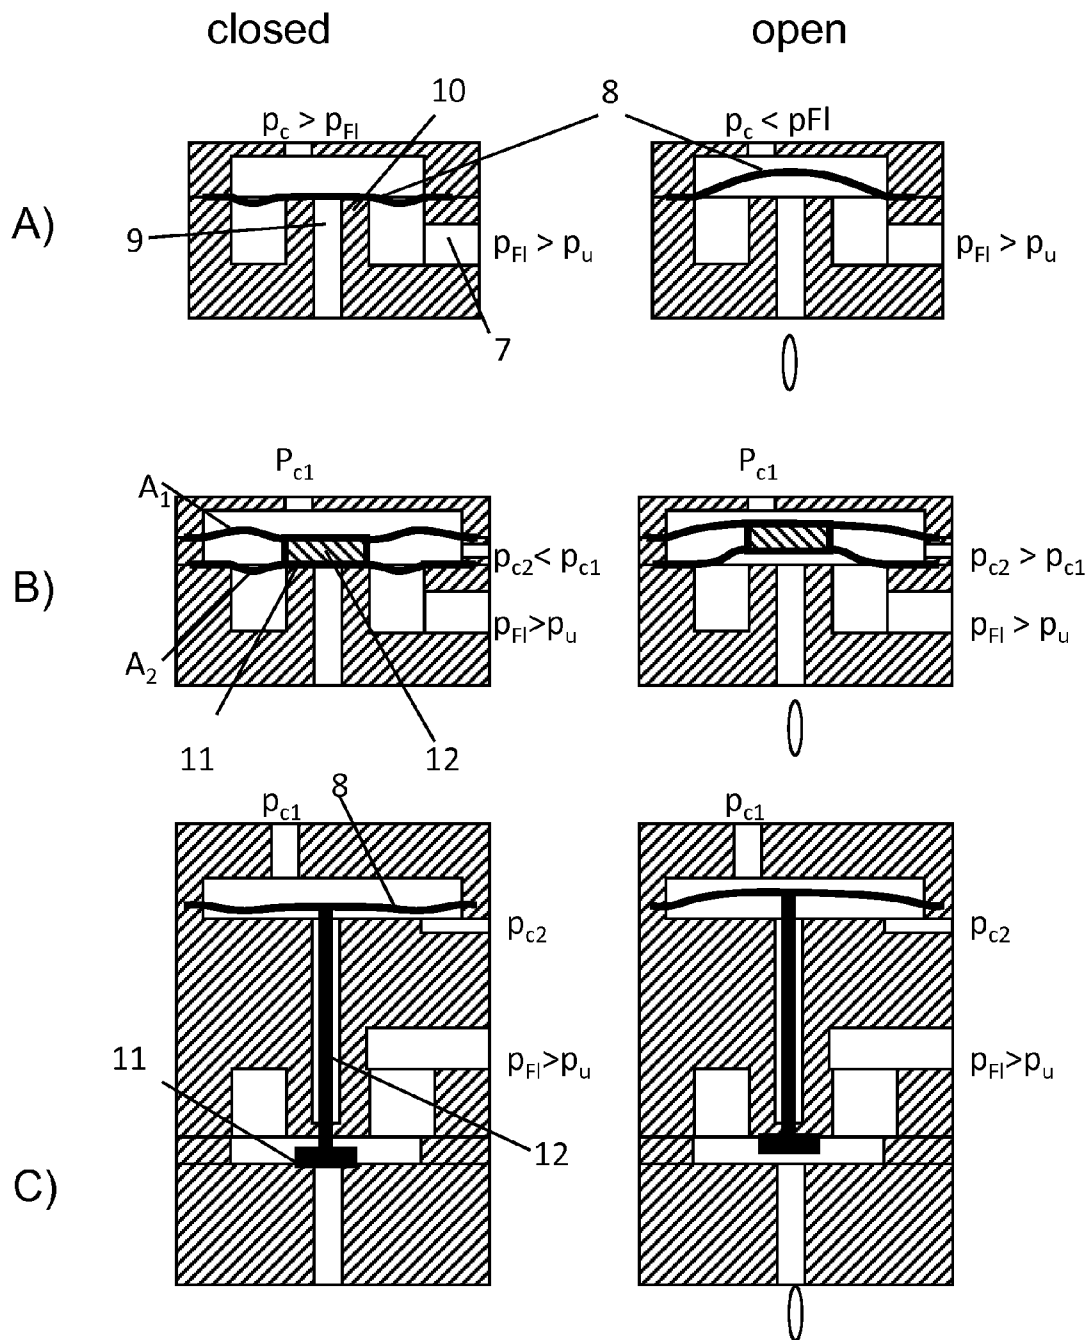 closed open
10 8
p_c > p_Fl p_c < pFl
A)
9 p_Fl > p_u p_Fl > p_u
7
P_c1 P_c1
A_1
p_c2 < p_c1 p_c2 > p_c1
B)
p_Fl>p_u p_Fl > p_u
A_2
11 12
8
p_c1 p_c1
p_c2 p_c2
11 p_Fl>p_u p_Fl>p_u
12
C)